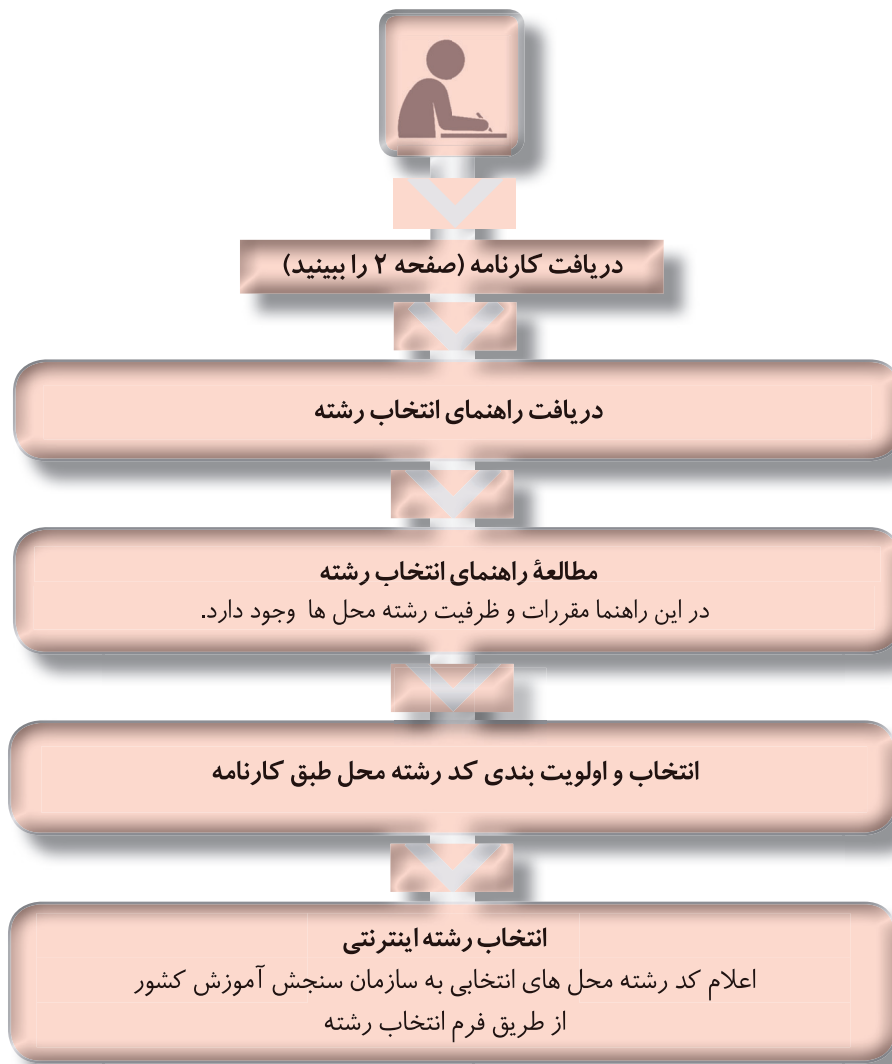 دریافت کارنامه (صفحه ۲ را ببینید)
دریافت راهنمای انتخاب رشته
مطالعهٔ راهنمای انتخاب رشته
در این راهنما مقررات و ظرفیت رشته محل ها وجود دارد.
انتخاب و اولویت بندی کد رشته محل طبق کارنامه
انتخاب رشته اینترنتی
اعلام کد رشته محل های انتخابی به سازمان سنجش آموزش کشور
از طریق فرم انتخاب رشته